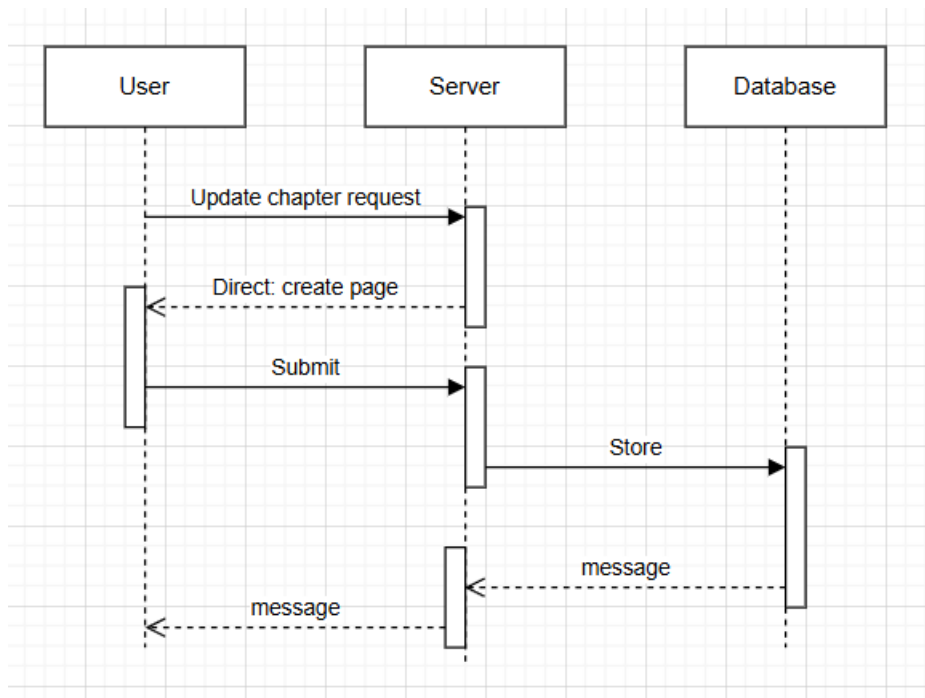 User
Server
Database
Update chapter request
Direct: create page
Submit
Store
message
message